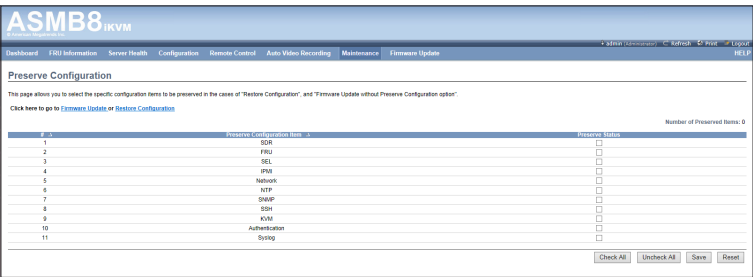 ASMB8 iKVM
© American Megatrends Inc.
• admin (Administrator) Refresh Print Logout
Dashboard FRU Information Server Health Configuration Remote Control Auto Video Recording Maintenance Firmware Update HELP
Preserve Configuration
This page allows you to select the specific configuration items to be preserved in the cases of "Restore Configuration", and "Firmware Update without Preserve Configuration option".
Click here to go to Firmware Update or Restore Configuration
Number of Preserved Items: 0
# Preserve Configuration Item Preserve Status
1 SDR
2 FRU
3 SEL
4 IPMI
5 Network
6 NTP
7 SNMP
8 SSH
9 KVM
10 Authentication
11 Syslog
Check All Uncheck All Save Reset